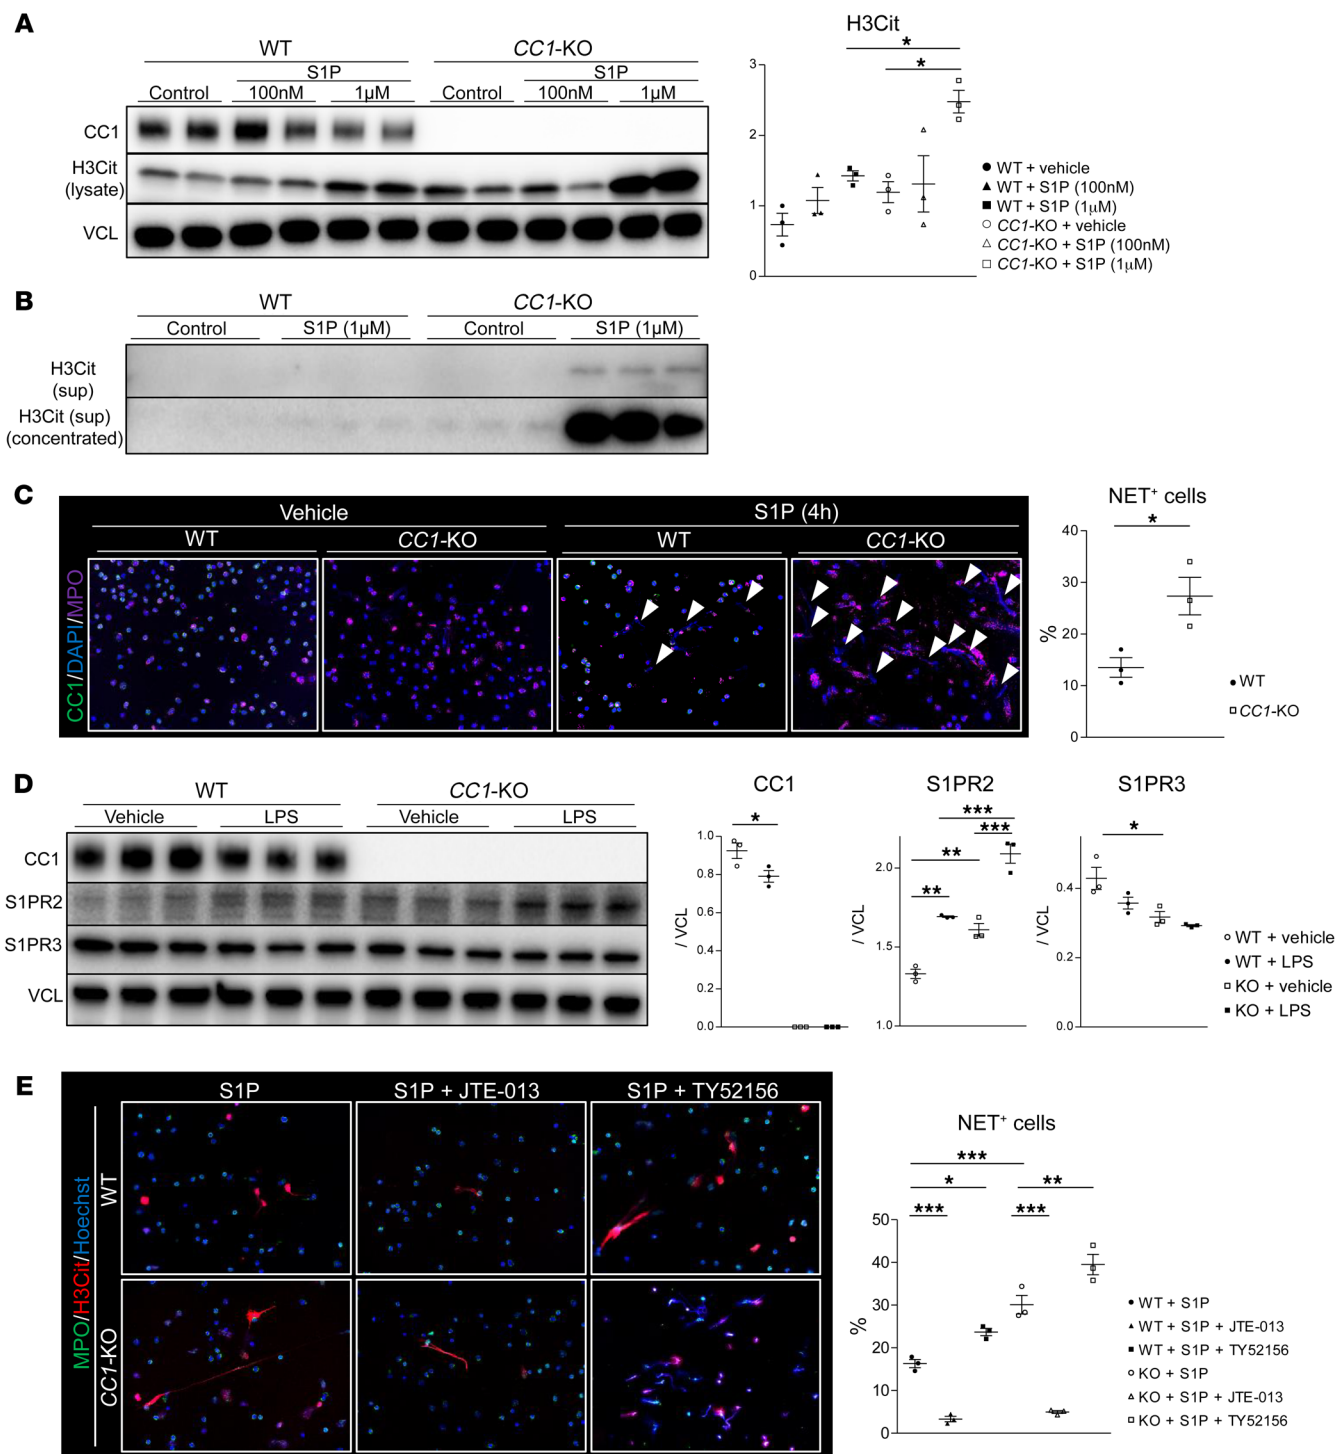 A
WT
CC1-KO
S1P
S1P
Control
100nM
1μM
Control
100nM
1μM
CC1
H3Cit
(lysate)
VCL
H3Cit
*
*
3
2
1
0
WT + vehicle
WT + S1P (100nM)
WT + S1P (1μM)
CC1-KO + vehicle
CC1-KO + S1P (100nM)
CC1-KO + S1P (1μM)
B
WT
CC1-KO
Control
S1P (1μM)
Control
S1P (1μM)
H3Cit
(sup)
H3Cit (sup)
(concentrated)
C
Vehicle
S1P (4h)
WT
CC1-KO
WT
CC1-KO
CC1/DAPI/MPO
NET+ cells
*
40
30
20
10
0
%
WT
CC1-KO
D
WT
CC1-KO
Vehicle
LPS
Vehicle
LPS
CC1
S1PR2
S1PR3
VCL
CC1
*
1.0
0.8
0.6
0.4
0.2
0.0
/ VCL
S1PR2
***
***
**
**
2.0
1.5
1.0
/ VCL
S1PR3
*
0.4
0.2
0.0
/ VCL
WT + vehicle
WT + LPS
KO + vehicle
KO + LPS
E
S1P
S1P + JTE-013
S1P + TY52156
WT
CC1-KO
MPO/H3Cit/Hoechst
NET+ cells
***
*
**
***
***
50
40
30
20
10
0
%
WT + S1P
WT + S1P + JTE-013
WT + S1P + TY52156
KO + S1P
KO + S1P + JTE-013
KO + S1P + TY52156